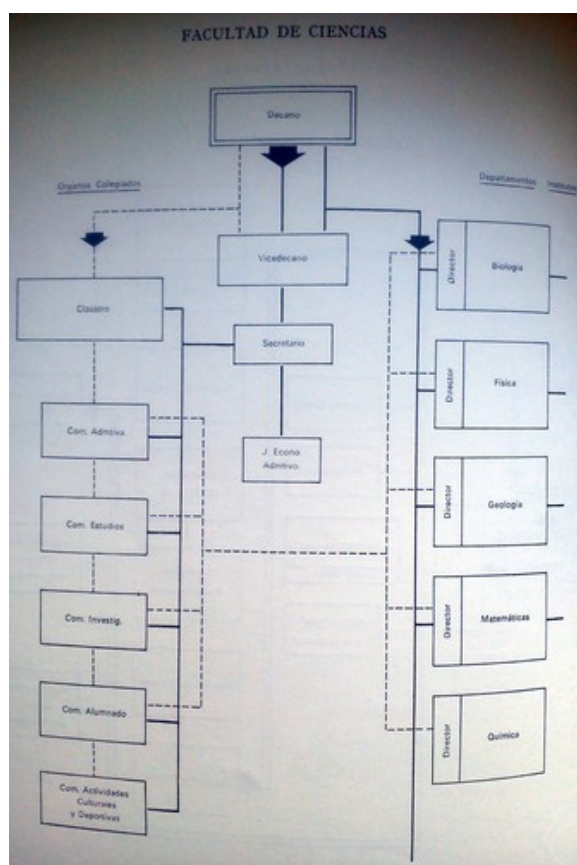 FACULTAD DE CIENCIAS
Decano
Organos Colegiados
Departamentos
Vicedecano
Claustro
Secretario
J. Econo.
Admtivo.
Com. Admtiva.
Com. Estudios
Com. Investig.
Com. Alumnado
Com. Actividades
Culturales
y Deportivas
Director
Biología
Director
Física
Director
Geología
Director
Matemáticas
Director
Química